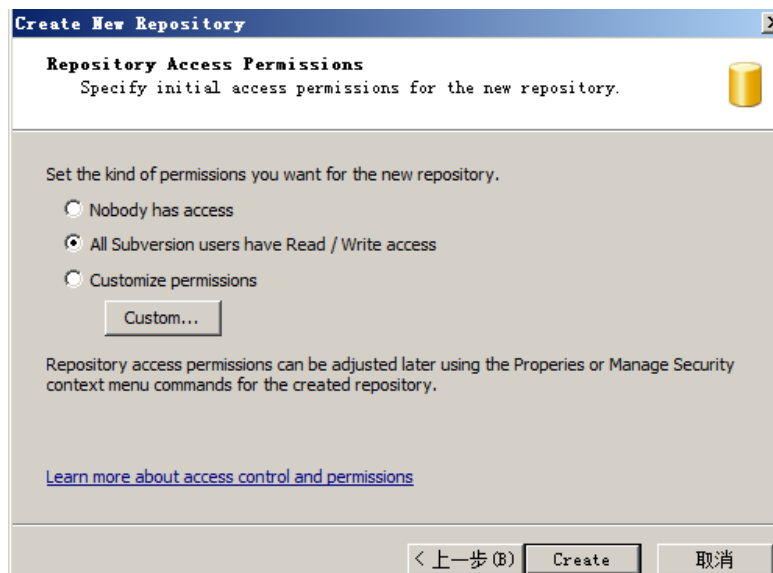 Create New Repository
Repository Access Permissions
Specify initial access permissions for the new repository.
Set the kind of permissions you want for the new repository.
Nobody has access
All Subversion users have Read / Write access
Customize permissions
Custom...
Repository access permissions can be adjusted later using the Properies or Manage Security
context menu commands for the created repository.
Learn more about access control and permissions
< 上一步(B) Create 取消